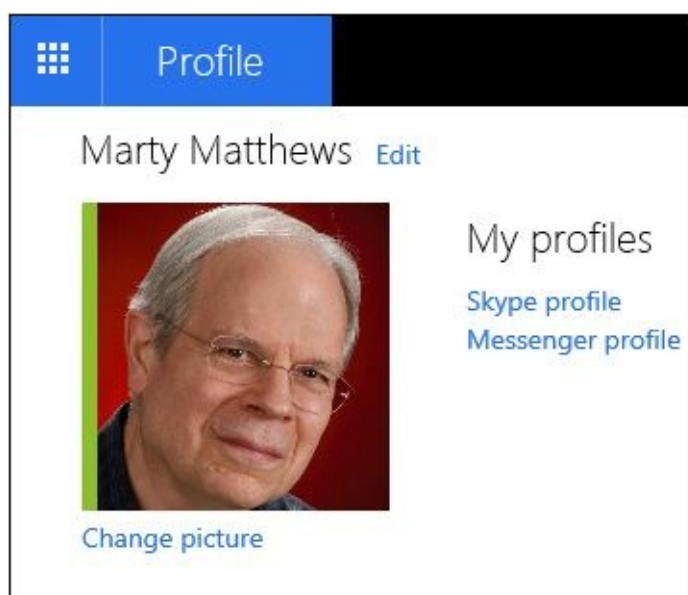 Profile
Marty Matthews Edit
My profiles
Skype profile
Messenger profile
Change picture